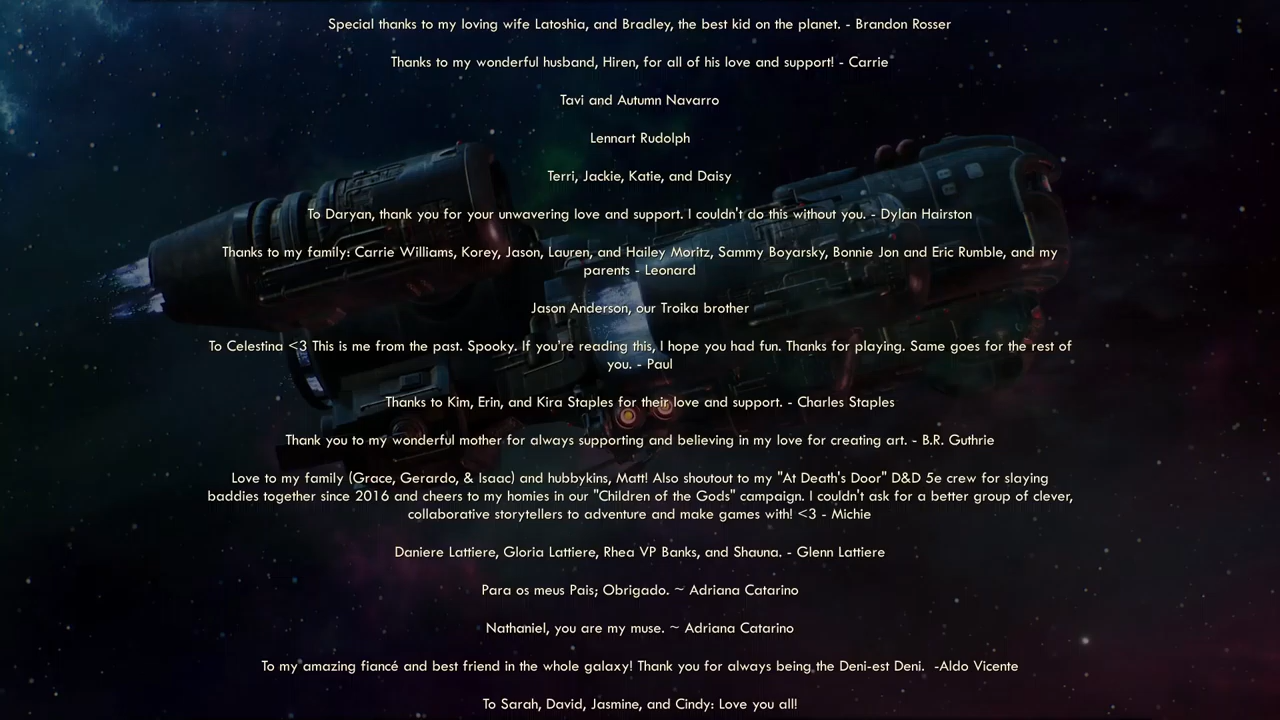 Special thanks to my loving wife Latoshia, and Bradley, the best kid on the planet. - Brandon Rosser
Thanks to my wonderful husband, Hiren, for all of his love and support! - Carrie
Tavi and Autumn Navarro
Lennart Rudolph
Terri, Jackie, Katie, and Daisy
To Daryan, thank you for your unwavering love and support. I couldn't do this without you. - Dylan Hairston
Thanks to my family: Carrie Williams, Korey, Jason, Lauren, and Hailey Moritz, Sammy Boyarsky, Bonnie Jon and Eric Rumble, and my
parents - Leonard
Jason Anderson, our Troika brother
To Celestina <3 This is me from the past. Spooky. If you're reading this, I hope you had fun. Thanks for playing. Same goes for the rest of
you. - Paul
Thanks to Kim, Erin, and Kira Staples for their love and support. - Charles Staples
Thank you to my wonderful mother for always supporting and believing in my love for creating art. - B.R. Guthrie
Love to my family (Grace, Gerardo, & Isaac) and hubbykins, Matt! Also shoutout to my "At Death's Door" D&D 5e crew for slaying
baddies together since 2016 and cheers to my homies in our "Children of the Gods" campaign. I couldn't ask for a better group of clever,
collaborative storytellers to adventure and make games with! <3 - Michie
Daniere Lattiere, Gloria Lattiere, Rhea VP Banks, and Shauna. - Glenn Lattiere
Para os meus Pais; Obrigado. ~ Adriana Catarino
Nathaniel, you are my muse. ~ Adriana Catarino
To my amazing fiancé and best friend in the whole galaxy! Thank you for always being the Deni-est Deni.  -Aldo Vicente
To Sarah, David, Jasmine, and Cindy: Love you all!